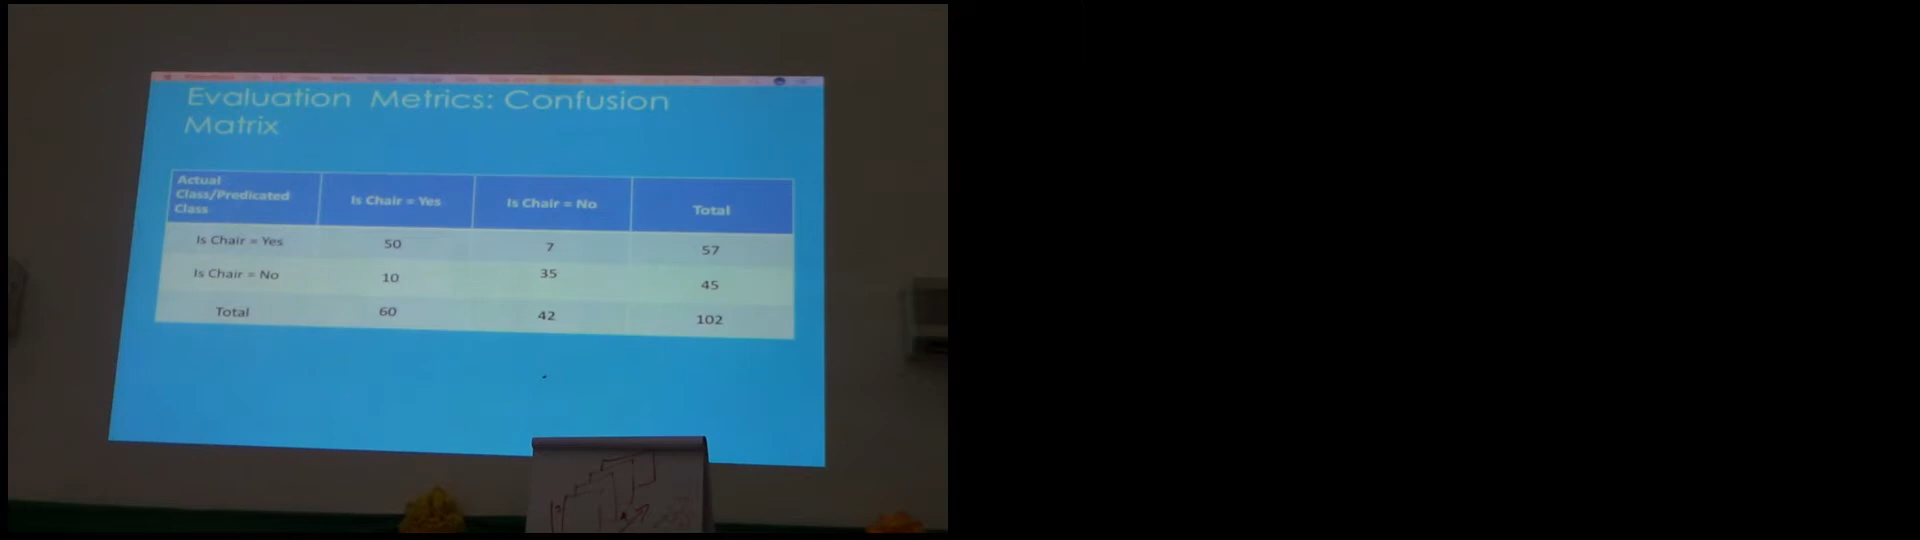 Evaluation Metrics: Confusion
Matrix
Actual
Class/Predicated
Class
Is Chair = Yes
Is Chair = No
Total
Is Chair = Yes
50
7
57
Is Chair = No
10
35
45
Total
60
42
102